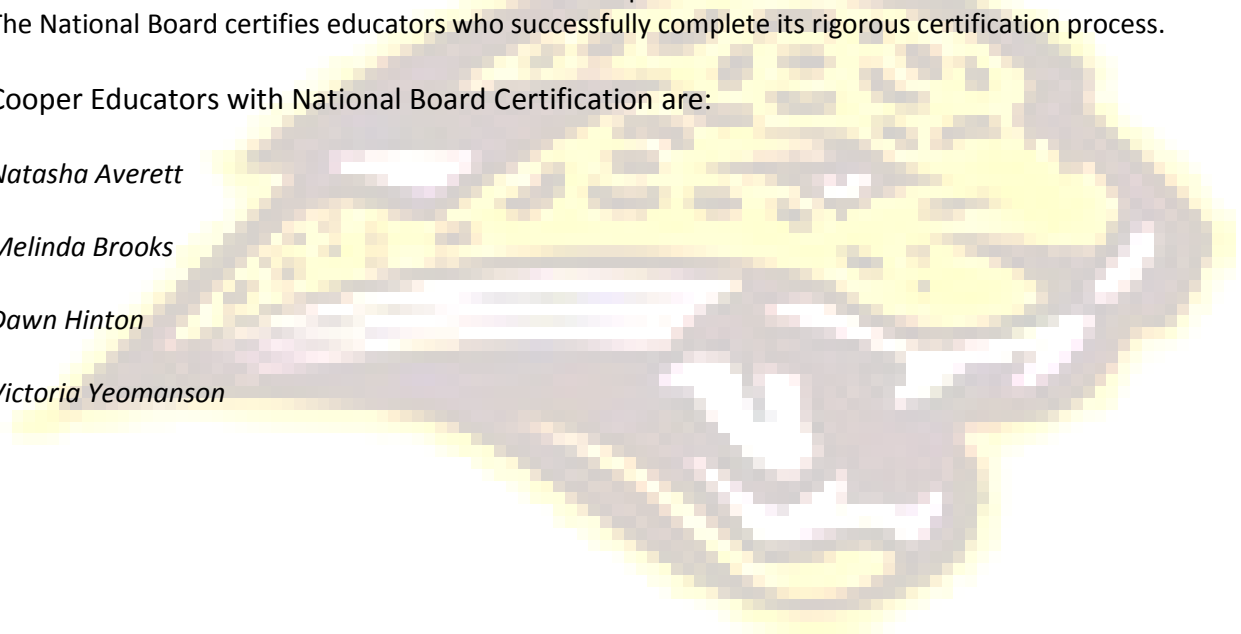 The National Board certifies educators who successfully complete its rigorous certification process.
Cooper Educators with National Board Certification are:
Natasha Averett
Melinda Brooks
Dawn Hinton
Victoria Yeomanson